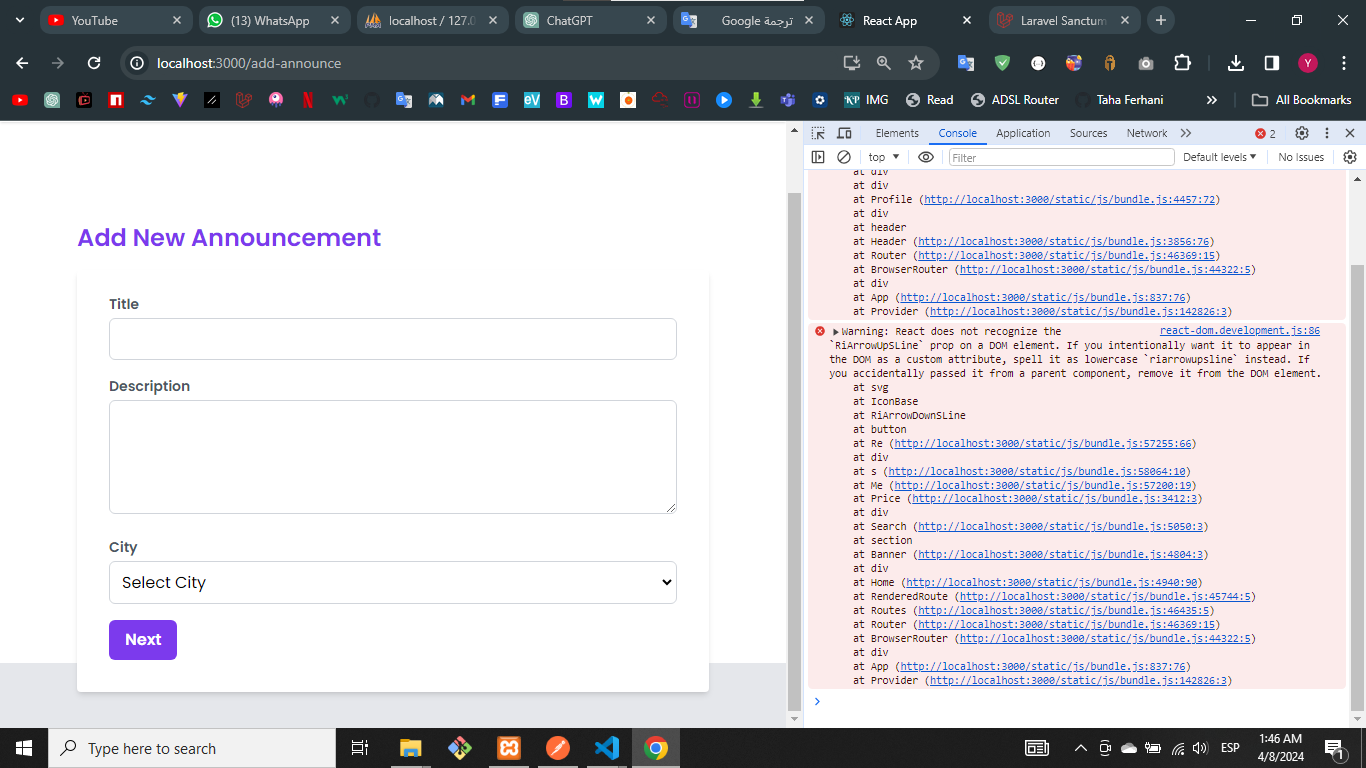 YouTube
(13) WhatsApp
localhost / 127.0
ChatGPT
ترجمة Google
React App
Laravel Sanctum
localhost:3000/add-announce
IMG
Read
ADSL Router
Taha Ferhani
All Bookmarks
Add New Announcement
Title
Description
City
Select City
Next
Elements
Console
Application
Sources
Network
2
top
Filter
Default levels
No Issues
at div
at div
at Profile (http://localhost:3000/static/js/bundle.js:4457:72)
at div
at header
at Header (http://localhost:3000/static/js/bundle.js:3856:76)
at Router (http://localhost:3000/static/js/bundle.js:46369:15)
at BrowserRouter (http://localhost:3000/static/js/bundle.js:44322:5)
at div
at App (http://localhost:3000/static/js/bundle.js:837:76)
at Provider (http://localhost:3000/static/js/bundle.js:142826:3)
Warning: React does not recognize the react-dom.development.js:86
`RiArrowUpSLine` prop on a DOM element. If you intentionally want it to appear in
the DOM as a custom attribute, spell it as lowercase `riarrowupsline` instead. If
you accidentally passed it from a parent component, remove it from the DOM element.
at svg
at IconBase
at RiArrowDownSLine
at button
at Re (http://localhost:3000/static/js/bundle.js:57255:66)
at div
at s (http://localhost:3000/static/js/bundle.js:58064:10)
at Me (http://localhost:3000/static/js/bundle.js:57200:19)
at Price (http://localhost:3000/static/js/bundle.js:3412:3)
at div
at Search (http://localhost:3000/static/js/bundle.js:5050:3)
at section
at Banner (http://localhost:3000/static/js/bundle.js:4804:3)
at div
at Home (http://localhost:3000/static/js/bundle.js:4940:90)
at RenderedRoute (http://localhost:3000/static/js/bundle.js:45744:5)
at Routes (http://localhost:3000/static/js/bundle.js:46435:5)
at Router (http://localhost:3000/static/js/bundle.js:46369:15)
at BrowserRouter (http://localhost:3000/static/js/bundle.js:44322:5)
at div
at App (http://localhost:3000/static/js/bundle.js:837:76)
at Provider (http://localhost:3000/static/js/bundle.js:142826:3)
Type here to search
ESP
1:46 AM
4/8/2024
1